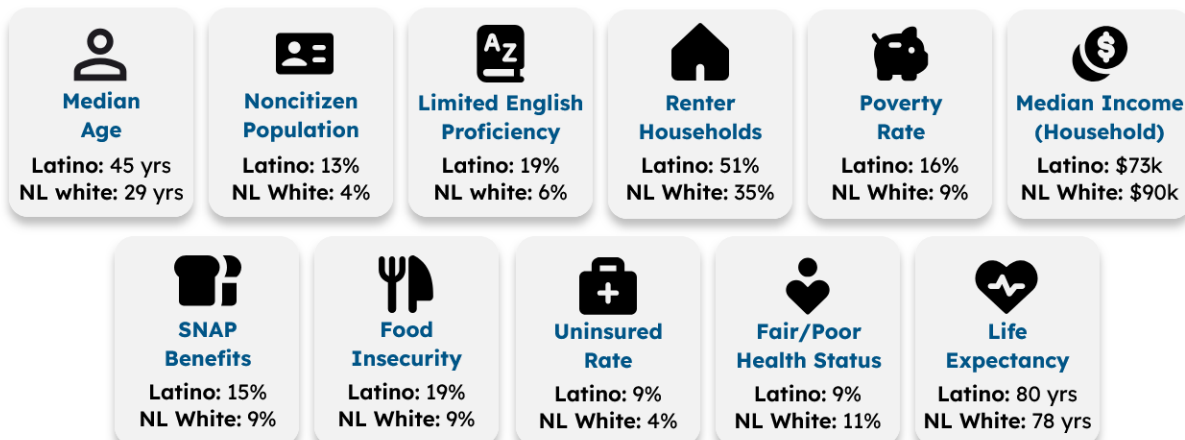 Median
Age
Latino: 45 yrs
NL white: 29 yrs
Noncitizen
Population
Latino: 13%
NL White: 4%
AZ
Limited English
Proficiency
Latino: 19%
NL white: 6%
Renter
Households
Latino: 51%
NL White: 35%
Poverty
Rate
Latino: 16%
NL White: 9%
$
Median Income
(Household)
Latino: $73k
NL White: $90k
SNAP
Benefits
Latino: 15%
NL White: 9%
Food
Insecurity
Latino: 19%
NL White: 9%
Uninsured
Rate
Latino: 9%
NL White: 4%
Fair/Poor
Health Status
Latino: 9%
NL White: 11%
Life
Expectancy
Latino: 80 yrs
NL White: 78 yrs